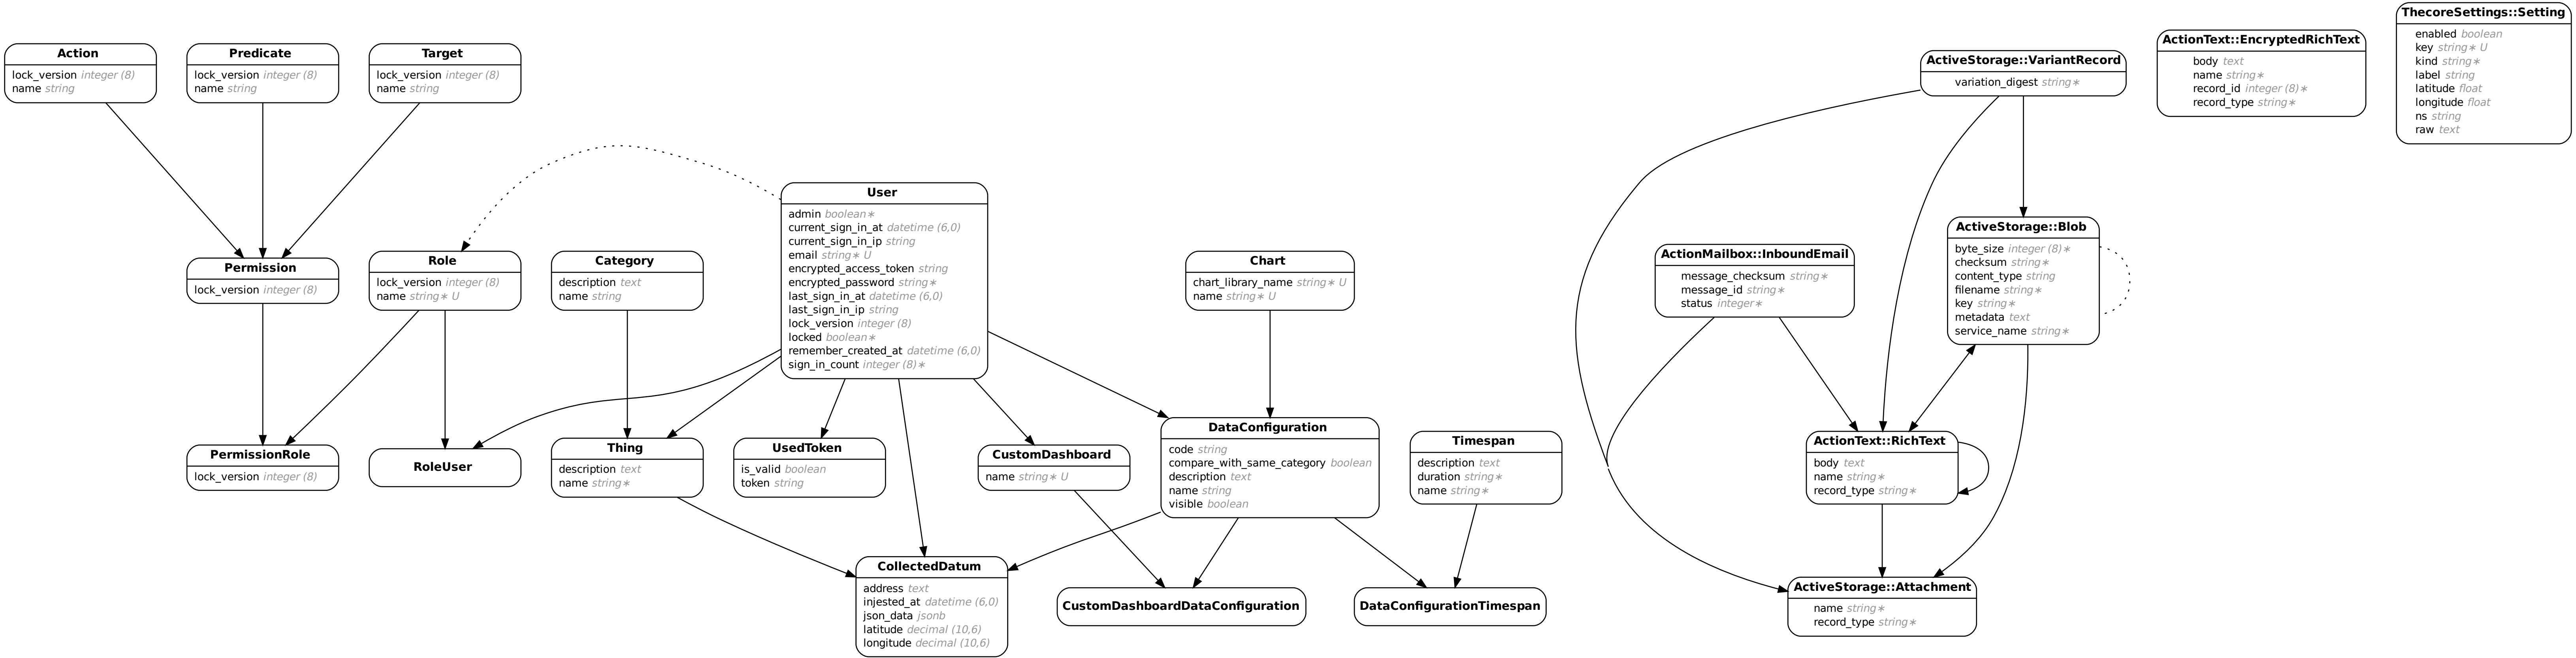 Action
lock_version integer (8)
name string
Predicate
lock_version integer (8)
name string
Target
lock_version integer (8)
name string
ActiveStorage::VariantRecord
variation_digest string∗
ActionText::EncryptedRichText
body text
name string∗
record_id integer (8)∗
record_type string∗
ThecoreSettings::Setting
enabled boolean
key string∗ U
kind string∗
label string
latitude float
longitude float
ns string
raw text
Permission
lock_version integer (8)
Role
lock_version integer (8)
name string∗ U
Category
description text
name string
User
admin boolean∗
current_sign_in_at datetime (6,0)
current_sign_in_ip string
email string∗ U
encrypted_access_token string
encrypted_password string∗
last_sign_in_at datetime (6,0)
last_sign_in_ip string
lock_version integer (8)
locked boolean∗
remember_created_at datetime (6,0)
sign_in_count integer (8)∗
Chart
chart_library_name string∗ U
name string∗ U
ActionMailbox::InboundEmail
message_checksum string∗
message_id string∗
status integer∗
ActiveStorage::Blob
byte_size integer (8)∗
checksum string∗
content_type string
filename string∗
key string∗
metadata text
service_name string∗
PermissionRole
lock_version integer (8)
RoleUser
Thing
description text
name string∗
UsedToken
is_valid boolean
token string
CustomDashboard
name string∗ U
DataConfiguration
code string
compare_with_same_category boolean
description text
name string
visible boolean
Timespan
description text
duration string∗
name string∗
ActionText::RichText
body text
name string∗
record_type string∗
CollectedDatum
address text
injested_at datetime (6,0)
json_data jsonb
latitude decimal (10,6)
longitude decimal (10,6)
CustomDashboardDataConfiguration
DataConfigurationTimespan
ActiveStorage::Attachment
name string∗
record_type string∗